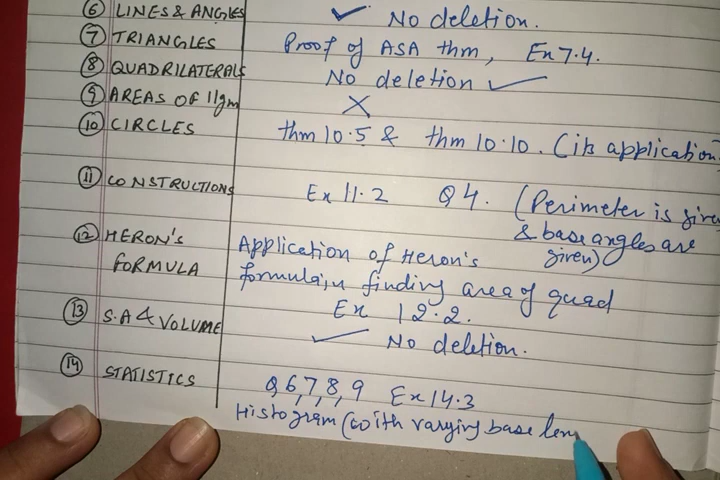 ⑥ LINES & ANGLES ✓ No deletion.
⑦ TRIANGLES Proof of ASA thm, Ex 7.4.
⑧ QUADRILATERALS No deletion ✓
⑨ AREAS OF 11gm ✗
⑩ CIRCLES thm 10.5 & thm 10.10. (its application
⑪ CONSTRUCTIONS Ex 11.2 Q4. (Perimeter is given
& base angles are
given)
⑫ HERON'S Application of Heron's
FORMULA formula, in finding area of quad
Ex 12.2.
⑬ S.A & VOLUME ✓ No deletion.
⑭ STATISTICS Q 6,7,8,9 Ex 14.3
Histogram (with varying base len